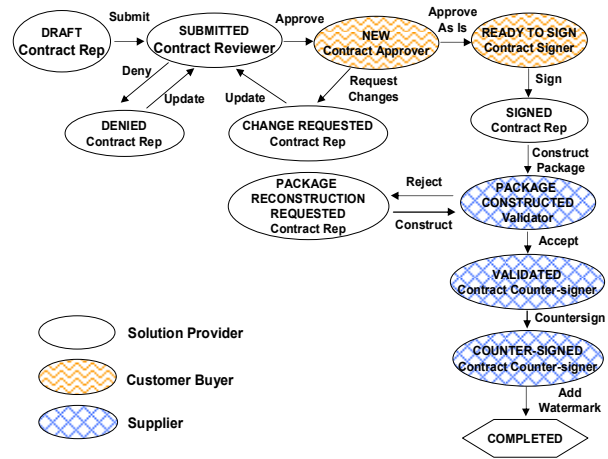 DRAFT
Contract Rep
Submit
SUBMITTED
Contract Reviewer
Approve
NEW
Contract Approver
Approve
As Is
READY TO SIGN
Contract Signer
Deny
Update
Update
Request
Changes
Sign
DENIED
Contract Rep
CHANGE REQUESTED
Contract Rep
SIGNED
Contract Rep
Construct
Package
PACKAGE
RECONSTRUCTION
REQUESTED
Contract Rep
Reject
Construct
PACKAGE
CONSTRUCTED
Validator
Accept
VALIDATED
Contract Counter-signer
Countersign
COUNTER-SIGNED
Contract Counter-signer
Add
Watermark
COMPLETED
Solution Provider
Customer Buyer
Supplier